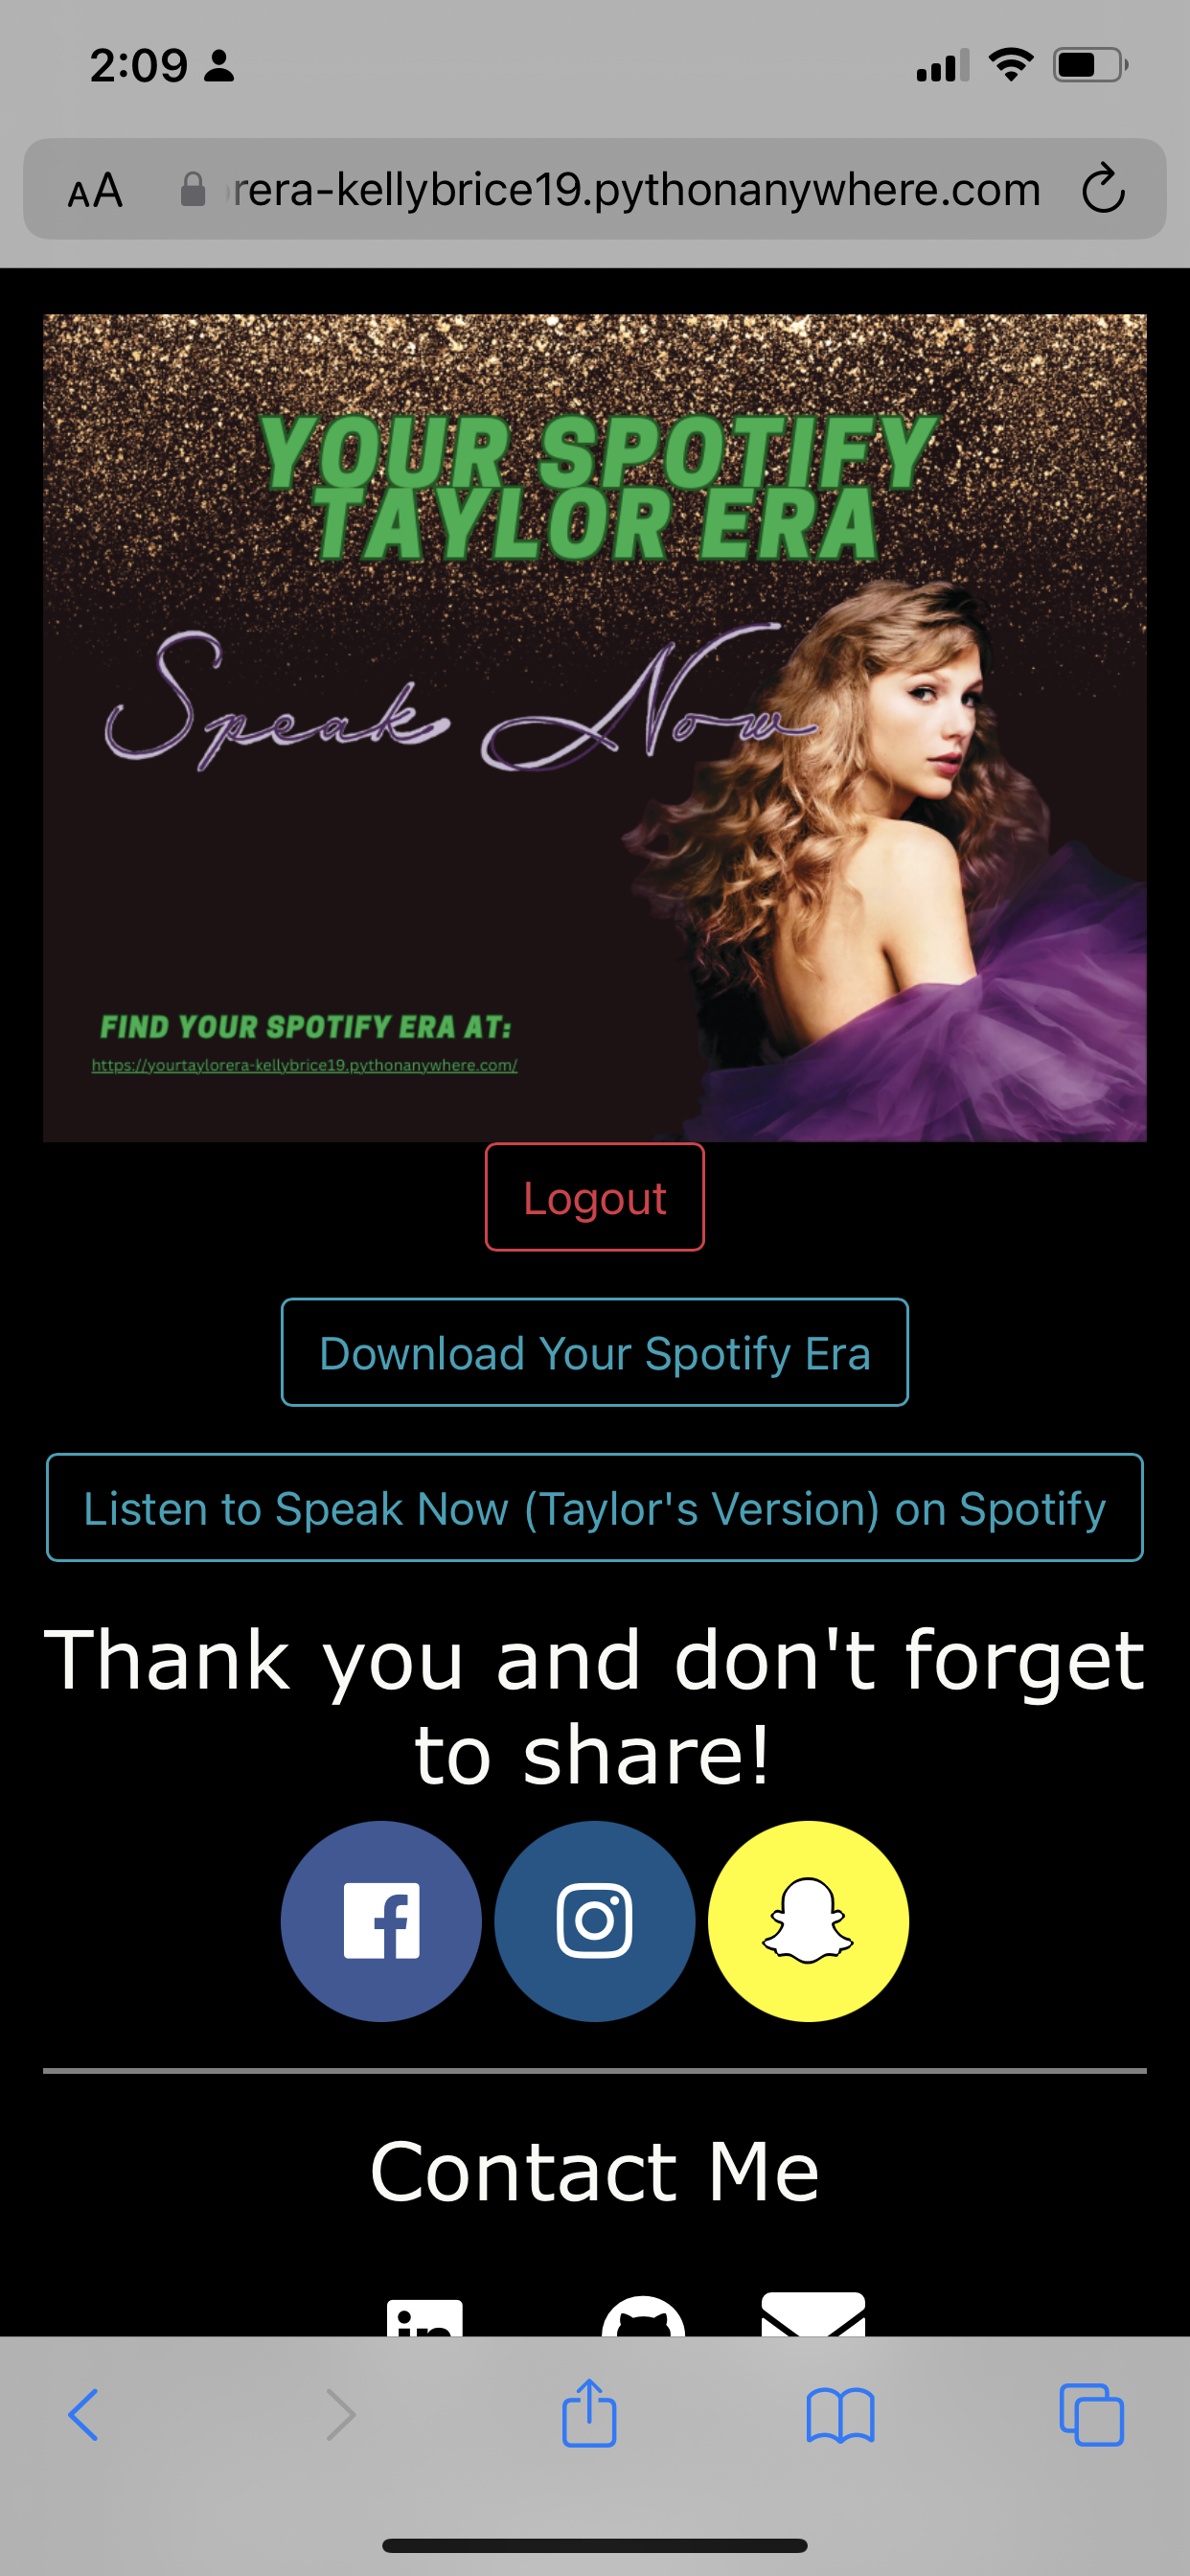 2:09
AA rera-kellybrice19.pythonanywhere.com
YOUR SPOTIFY
TAYLOR ERA
Speak Now
FIND YOUR SPOTIFY ERA AT:
https://yourtaylorera-kellybrice19.pythonanywhere.com/
Logout
Download Your Spotify Era
Listen to Speak Now (Taylor's Version) on Spotify
Thank you and don't forget
to share!
Contact Me
in